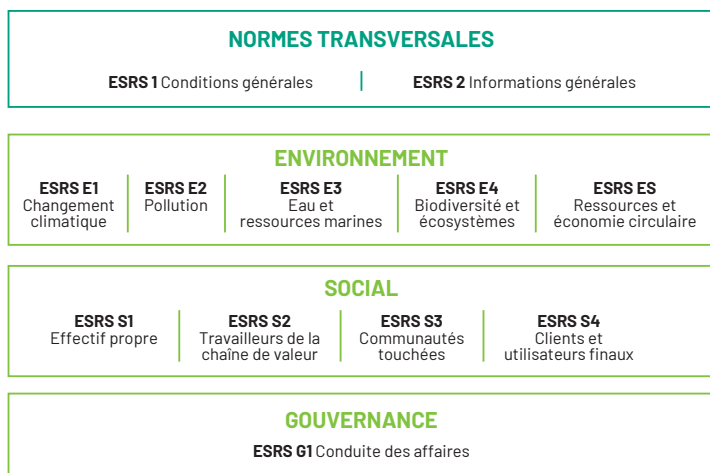 NORMES TRANSVERSALES
ESRS 1 Conditions générales
ESRS 2 Informations générales
ENVIRONNEMENT
ESRS E1
Changement
climatique
ESRS E2
Pollution
ESRS E3
Eau et
ressources marines
ESRS E4
Biodiversité et
écosystèmes
ESRS ES
Ressources et
économie circulaire
SOCIAL
ESRS S1
Effectif propre
ESRS S2
Travailleurs de la
chaîne de valeur
ESRS S3
Communautés
touchées
ESRS S4
Clients et
utilisateurs finaux
GOUVERNANCE
ESRS G1 Conduite des affaires